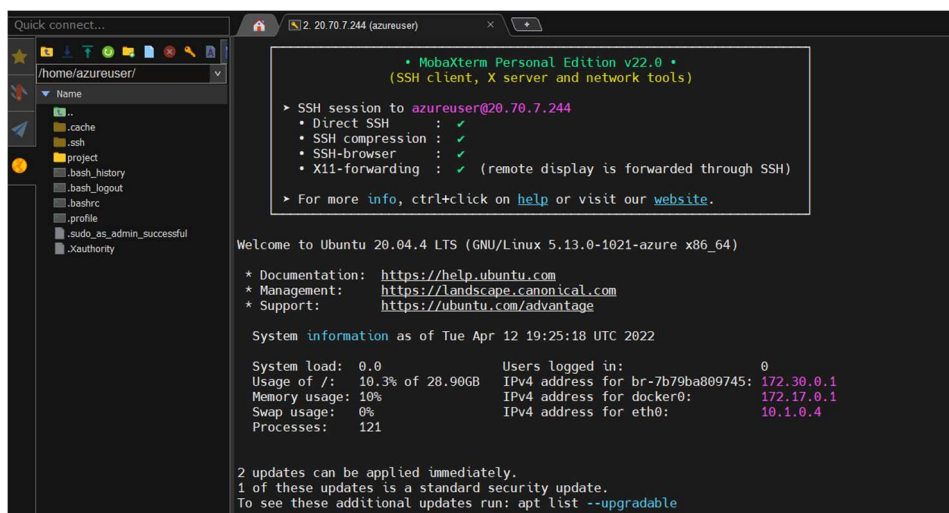 Quick connect...
2. 20.70.7.244 (azureuser)
/home/azureuser/
Name
..
.cache
.ssh
project
.bash_history
.bash_logout
.bashrc
.profile
.sudo_as_admin_successful
.Xauthority
• MobaXterm Personal Edition v22.0 •
(SSH client, X server and network tools)
➤ SSH session to azureuser@20.70.7.244
• Direct SSH : ✔
• SSH compression : ✔
• SSH-browser : ✔
• X11-forwarding : ✔ (remote display is forwarded through SSH)
➤ For more info, ctrl+click on help or visit our website.
Welcome to Ubuntu 20.04.4 LTS (GNU/Linux 5.13.0-1021-azure x86_64)
* Documentation: https://help.ubuntu.com
* Management: https://landscape.canonical.com
* Support: https://ubuntu.com/advantage
System information as of Tue Apr 12 19:25:18 UTC 2022
System load: 0.0 Users logged in: 0
Usage of /: 10.3% of 28.90GB IPv4 address for br-7b79ba809745: 172.30.0.1
Memory usage: 10% IPv4 address for docker0: 172.17.0.1
Swap usage: 0% IPv4 address for eth0: 10.1.0.4
Processes: 121
2 updates can be applied immediately.
1 of these updates is a standard security update.
To see these additional updates run: apt list --upgradable